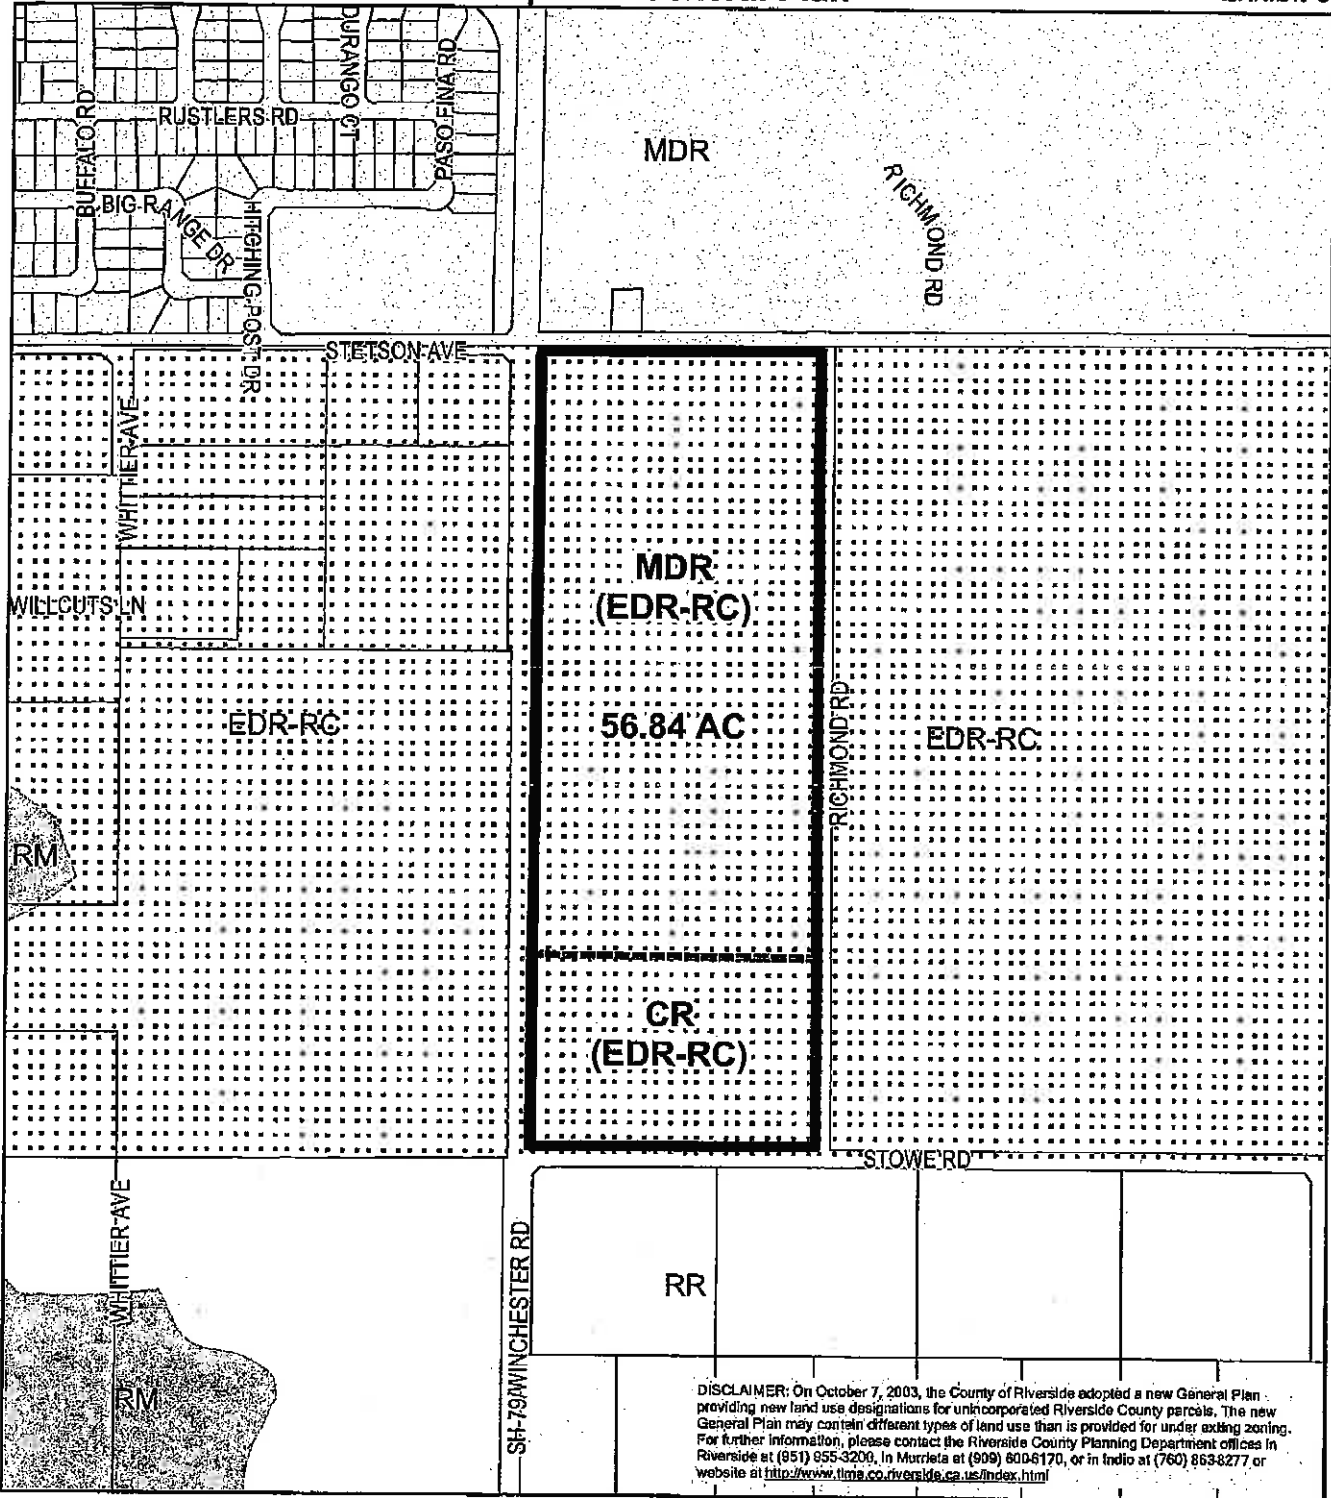 DURANGO CT
PASO FINA RD
BUFFALO RD
RUSTLERS RD
BIG RANGE DR
HITCHING POST DR
MDR
RICHMOND RD
STETSON AVE
WHITTIER AVE
WILLCUTS LN
MDR
(EDR-RC)
56.84 AC
EDR-RC
RICHMOND RD
EDR-RC
RM
CR
(EDR-RC)
STOWE RD
WHITTIER AVE
SH-79/WINCHESTER RD
RR
RM
DISCLAIMER: On October 7, 2003, the County of Riverside adopted a new General Plan
providing new land use designations for unincorporated Riverside County parcels. The new
General Plan may contain different types of land use than is provided for under existing zoning.
For further information, please contact the Riverside County Planning Department offices in
Riverside at (951) 955-3200, in Murrieta at (909) 600-6170, or in Indio at (760) 863-8277 or
website at http://www.tlma.co.riverside.ca.us/index.html